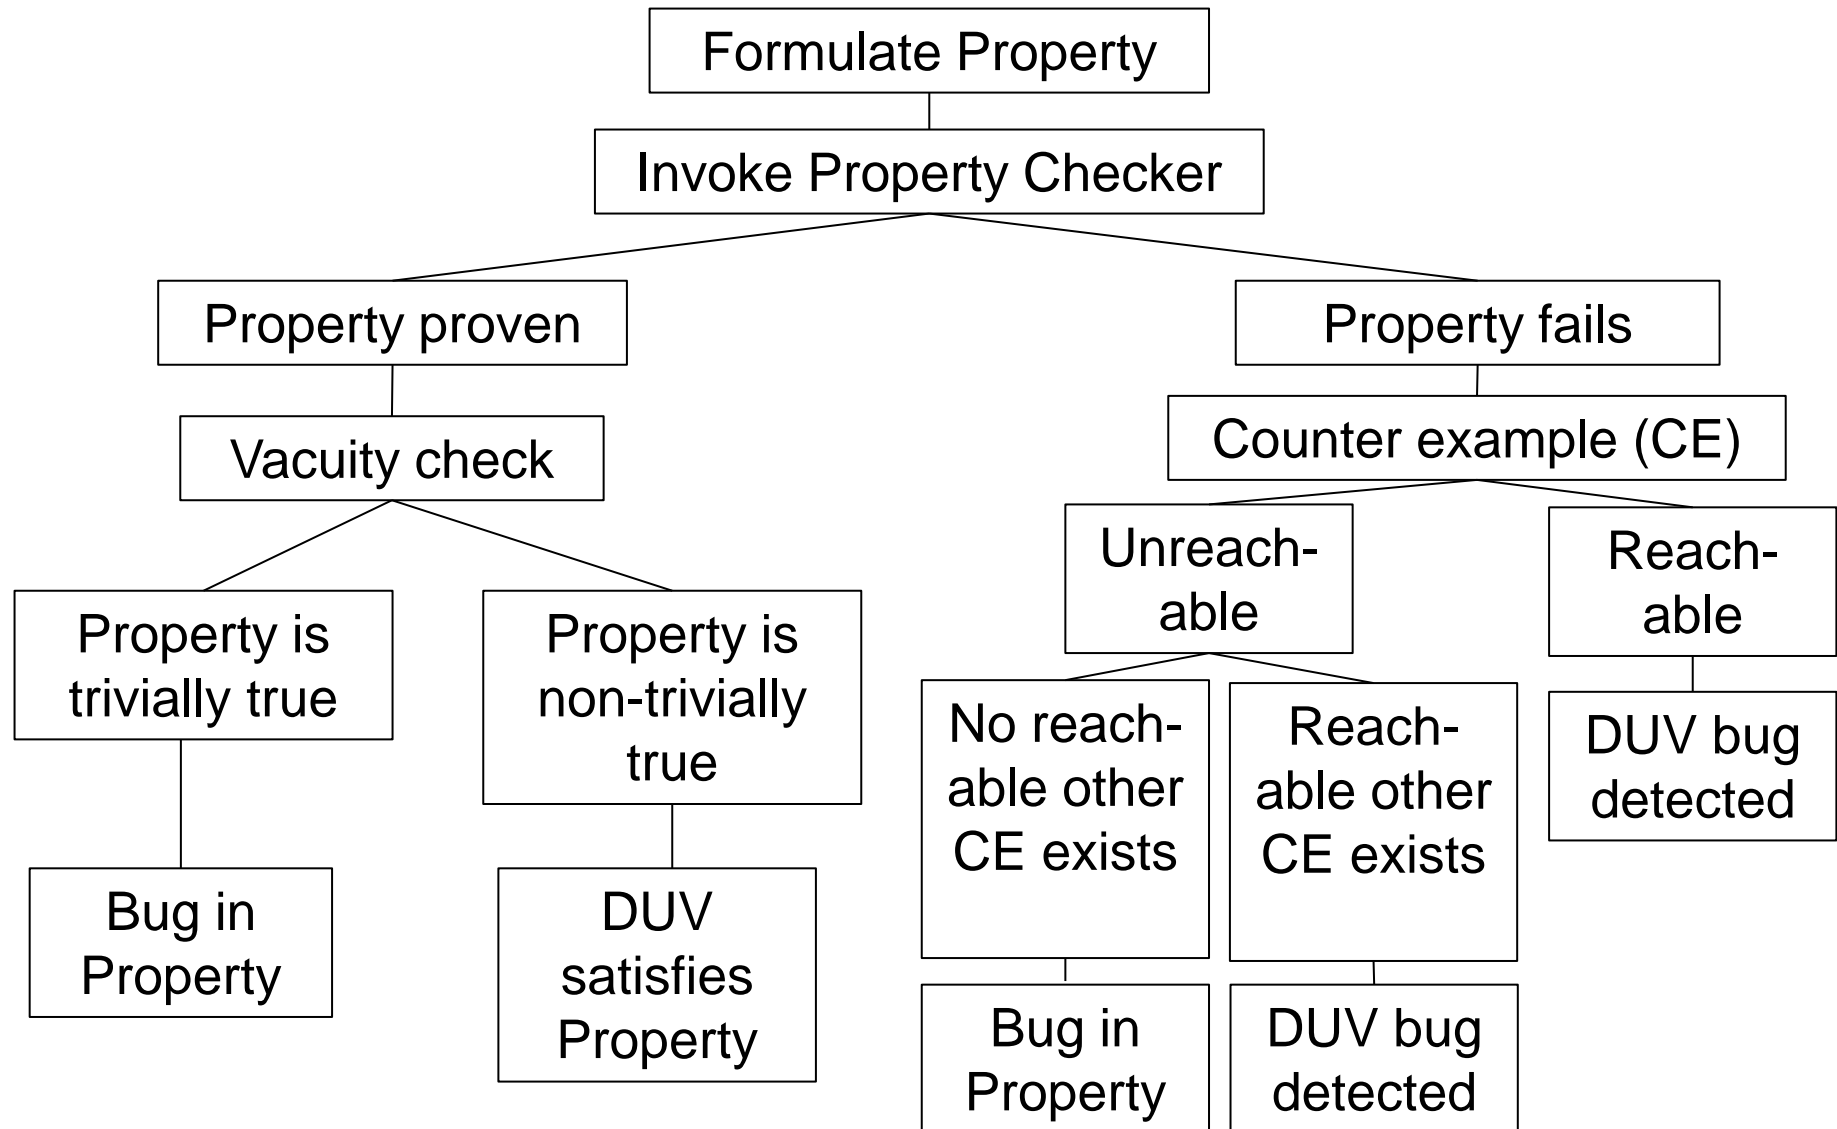 Formulate Property
Invoke Property Checker
Property proven
Property fails
Vacuity check
Counter example (CE)
Property is
trivially true
Property is
non-trivially
true
Unreach-
able
Reach-
able
Bug in
Property
DUV
satisfies
Property
No reach-
able other
CE exists
Reach-
able other
CE exists
DUV bug
detected
Bug in
Property
DUV bug
detected